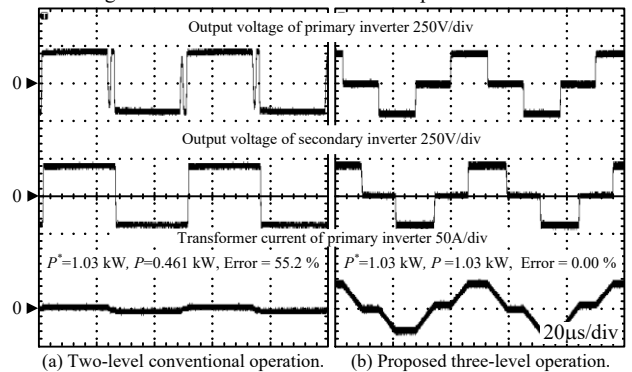 Output voltage of primary inverter 250V/div
0
Output voltage of secondary inverter 250V/div
0
Transformer current of primary inverter 50A/div
P*=1.03 kW, P=0.461 kW, Error = 55.2 %
P*=1.03 kW, P = 1.03 kW, Error = 0.00 %
0
20μs/div
(a) Two-level conventional operation.
(b) Proposed three-level operation.